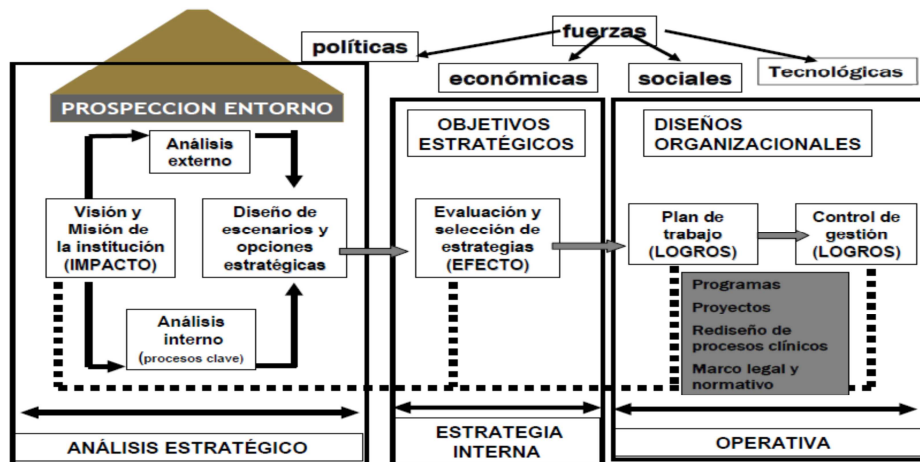 fuerzas
políticas
económicas
sociales
Tecnológicas
PROSPECCION ENTORNO
Análisis
externo
Visión y
Misión de
la institución
(IMPACTO)
Diseño de
escenarios y
opciones
estratégicas
Análisis
interno
(procesos clave)
ANÁLISIS ESTRATÉGICO
OBJETIVOS
ESTRATÉGICOS
Evaluación y
selección de
estrategias
(EFECTO)
ESTRATEGIA
INTERNA
DISEÑOS
ORGANIZACIONALES
Plan de
trabajo
(LOGROS)
Control de
gestión
(LOGROS)
Programas
Proyectos
Rediseño de
procesos clínicos
Marco legal y
normativo
OPERATIVA